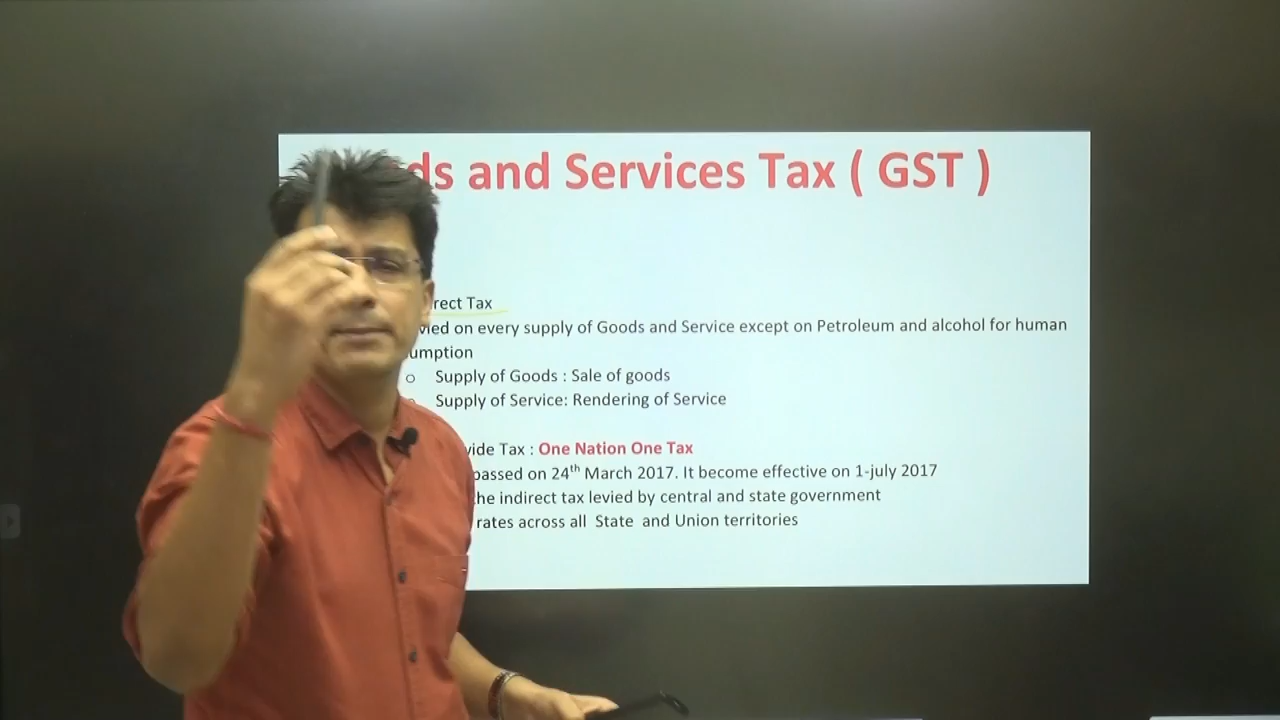 ds and Services Tax ( GST )
rect Tax
vied on every supply of Goods and Service except on Petroleum and alcohol for human
umption
o Supply of Goods : Sale of goods
o Supply of Service: Rendering of Service
vide Tax : One Nation One Tax
passed on 24th March 2017. It become effective on 1-july 2017
he indirect tax levied by central and state government
rates across all State and Union territories